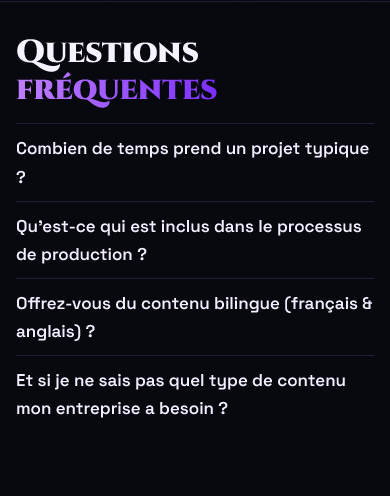 Questions
fréquentes
Combien de temps prend un projet typique
?
Qu'est-ce qui est inclus dans le processus
de production ?
Offrez-vous du contenu bilingue (français &
anglais) ?
Et si je ne sais pas quel type de contenu
mon entreprise a besoin ?